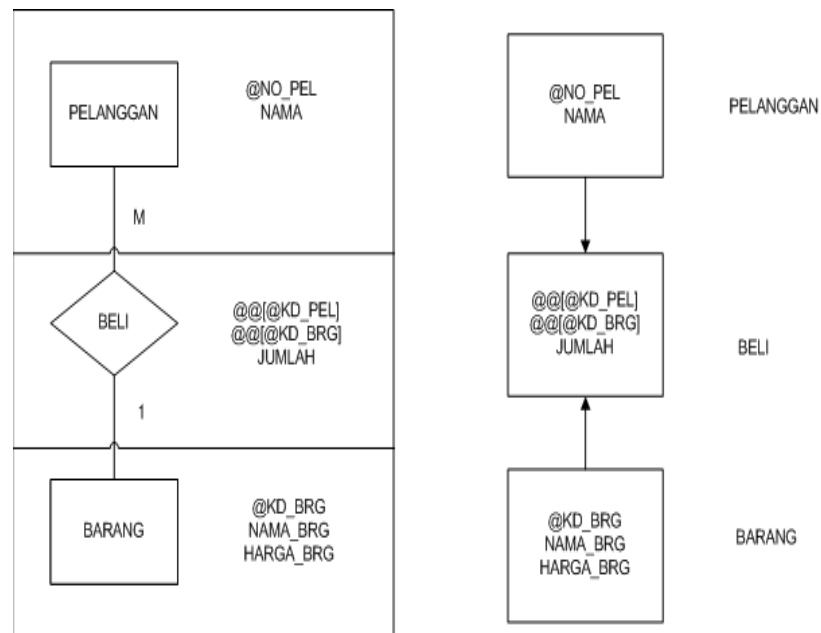 PELANGGAN
@NO_PEL
NAMA
M
BELI
@@[@KD_PEL]
@@[@KD_BRG]
JUMLAH
1
BARANG
@KD_BRG
NAMA_BRG
HARGA_BRG
@NO_PEL
NAMA
PELANGGAN
@@[@KD_PEL]
@@[@KD_BRG]
JUMLAH
BELI
@KD_BRG
NAMA_BRG
HARGA_BRG
BARANG